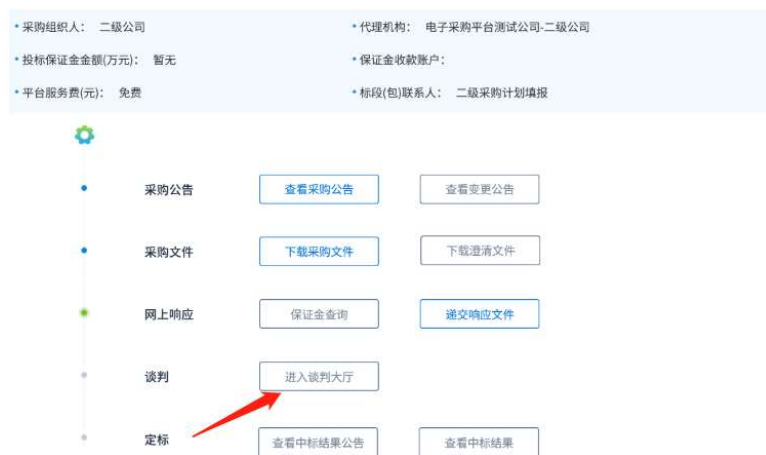 采购组织人： 二级公司 代理机构： 电子采购平台测试公司-二级公司
投标保证金金额(万元)： 暂无 保证金收款账户：
平台服务费(元)： 免费 标段(包)联系人： 二级采购计划填报
采购公告 查看采购公告 查看变更公告
采购文件 下载采购文件 下载澄清文件
网上响应 保证金查询 递交响应文件
谈判 进入谈判大厅
定标 查看中标结果公告 查看中标结果